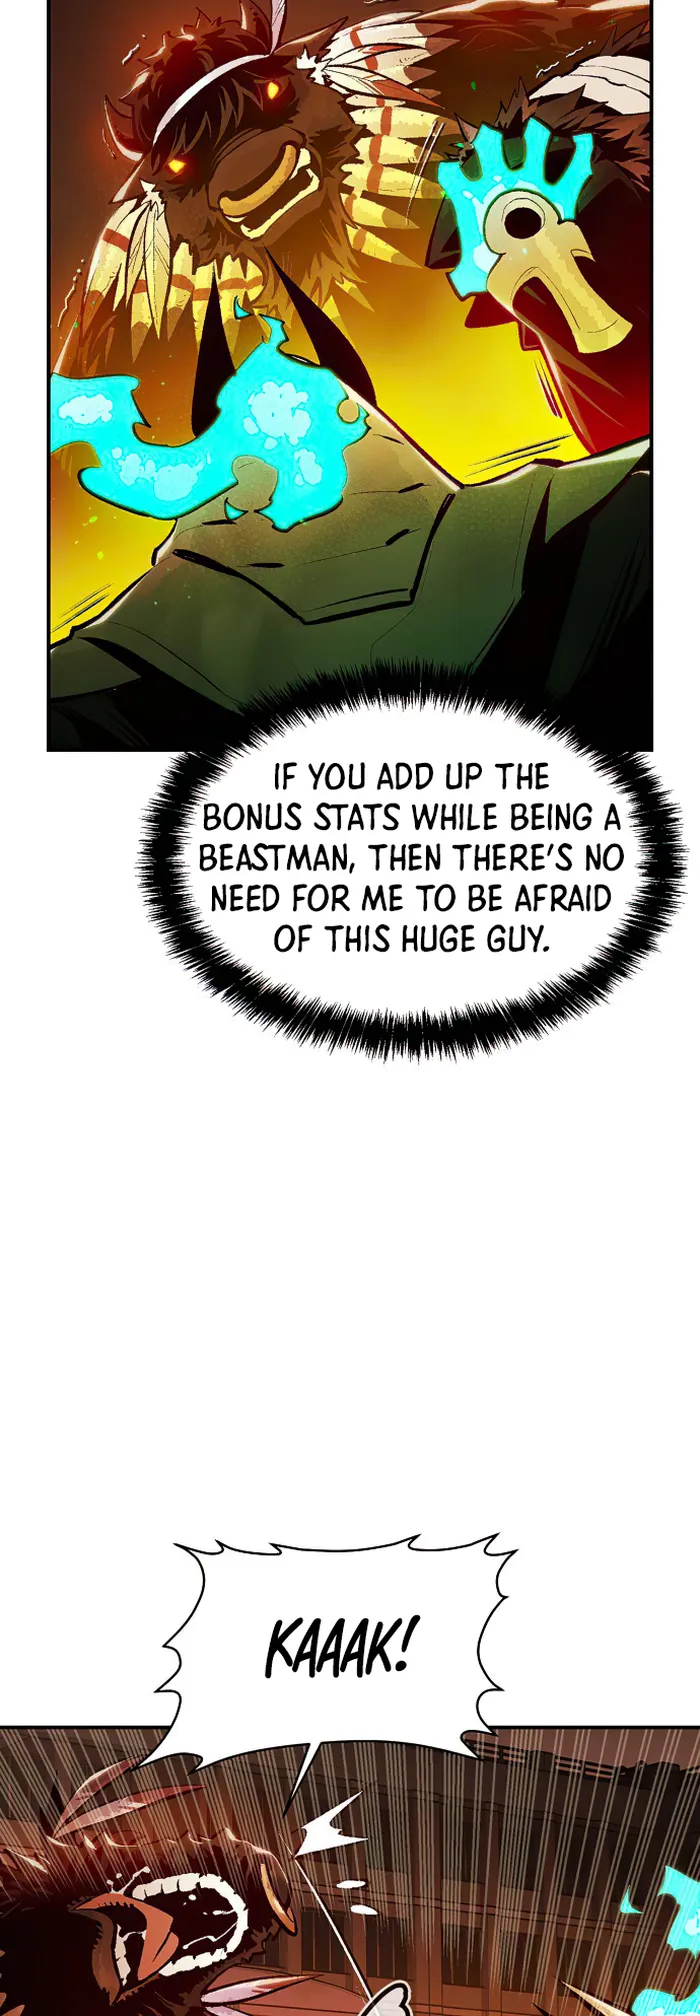 IF YOU ADD UP THE
BONUS STATS WHILE BEING A
BEASTMAN, THEN THERE'S NO
NEED FOR ME TO BE AFRAID
OF THIS HUGE GUY.
KAAAK!